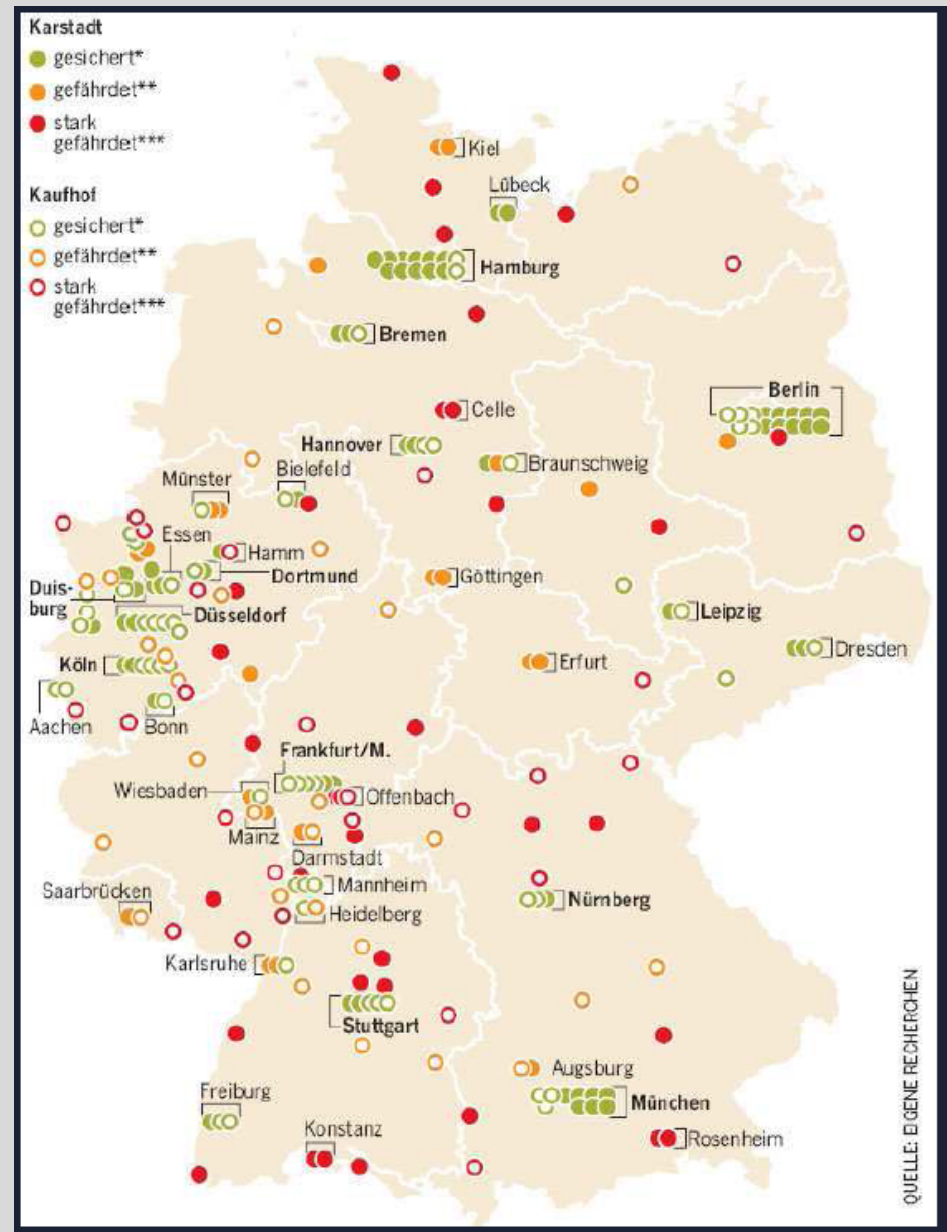 Karstadt
gesichert*
gefährdet**
stark
gefährdet***
Kaufhof
gesichert*
gefährdet**
stark
gefährdet***
Kiel
Lübeck
Hamburg
Bremen
Berlin
Celle
Hannover
Braunschweig
Münster
Bielefeld
Essen
Hamm
Dortmund
Duis-
burg
Düsseldorf
Göttingen
Leipzig
Dresden
Köln
Erfurt
Aachen
Bonn
Frankfurt/M.
Wiesbaden
Offenbach
Mainz
Darmstadt
Mannheim
Saarbrücken
Heidelberg
Nürnberg
Karlsruhe
Stuttgart
Augsburg
Freiburg
München
Konstanz
Rosenheim
QUELLE: EIGENE RECHERCHEN